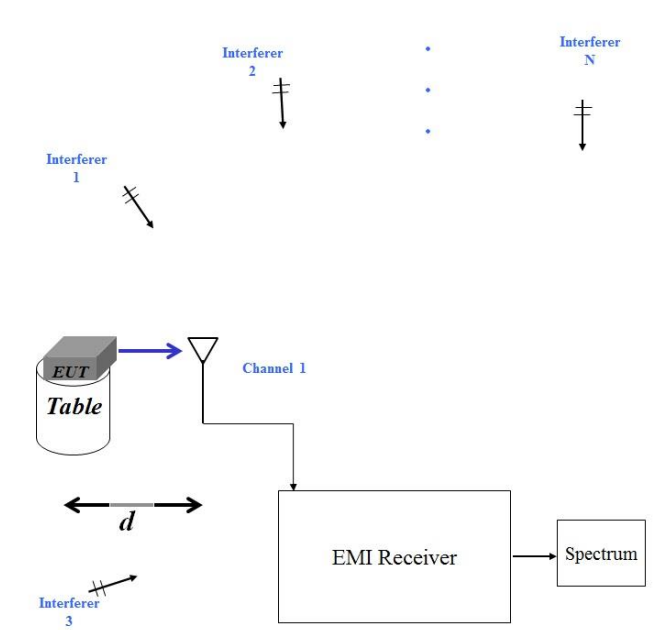 Interferer
N
Interferer
2
Interferer
1
EUT
Table
Channel 1
d
EMI Receiver
Spectrum
Interferer
3